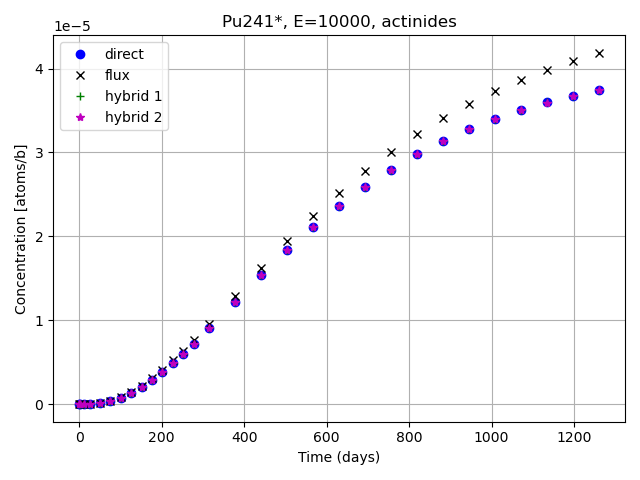 Pu241*, E=10000, actinides
1e−5
direct
flux
hybrid 1
hybrid 2
4
3
2
1
0
Concentration [atoms/b]
0
200
400
600
800
1000
1200
Time (days)